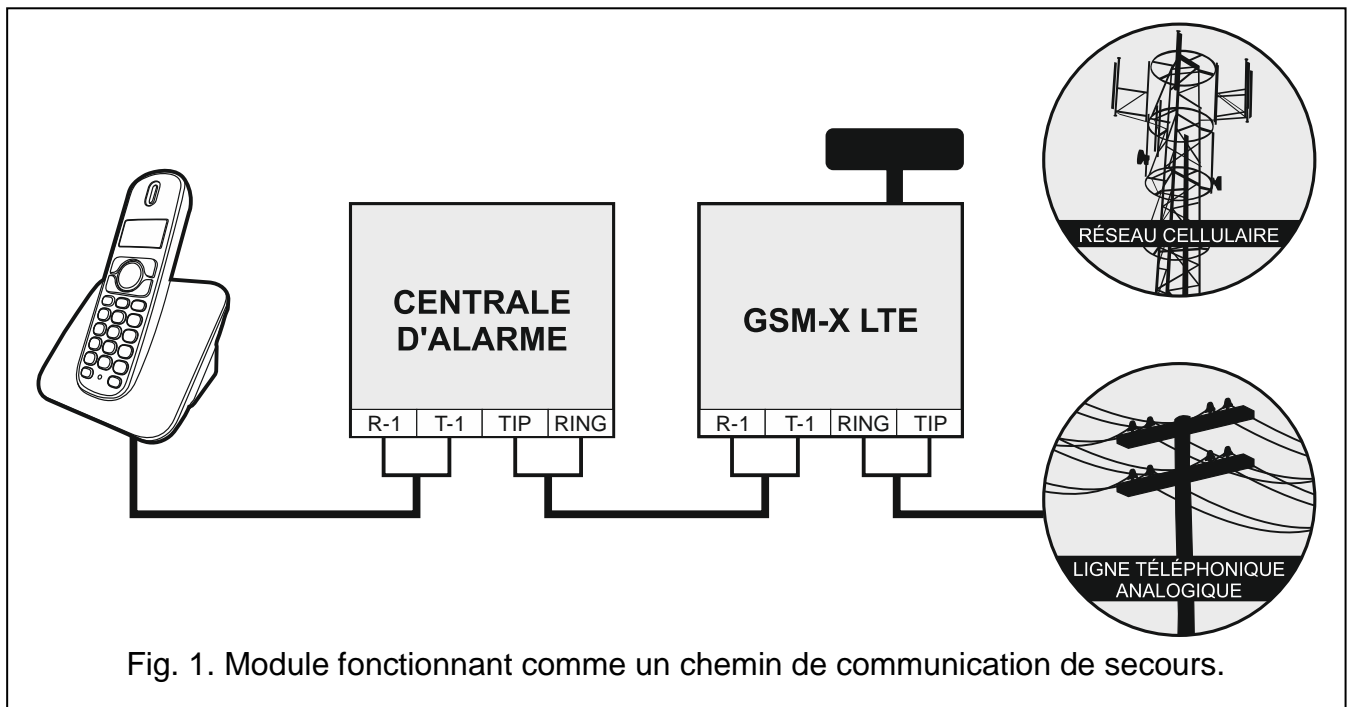 RÉSEAU CELLULAIRE
CENTRALE
D'ALARME
GSM-X LTE
R-1 T-1 TIP RING
R-1 T-1 RING TIP
LIGNE TÉLÉPHONIQUE
ANALOGIQUE
Fig. 1. Module fonctionnant comme un chemin de communication de secours.